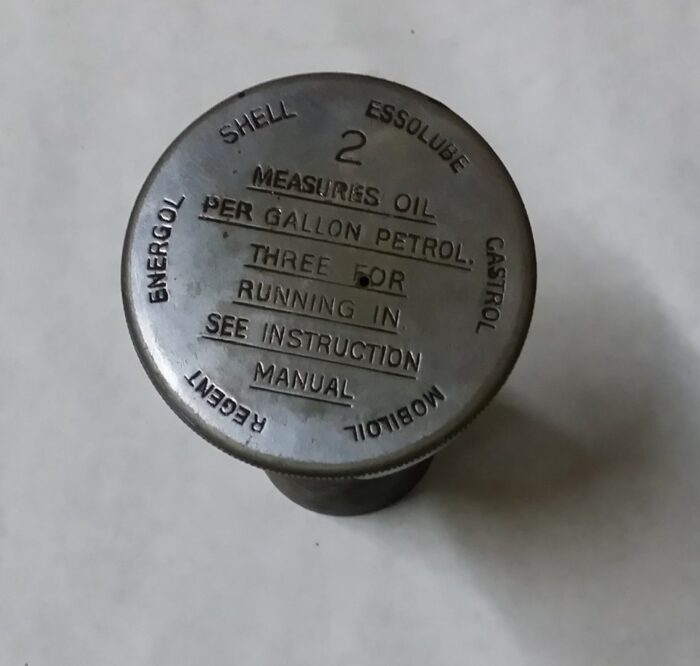 SHELL
ESSOLUBE
2
MEASURES OIL
PER GALLON PETROL.
THREE FOR
RUNNING IN
SEE INSTRUCTION
MANUAL
CASTROL
MOBILOIL
REGENT
ENERGOL